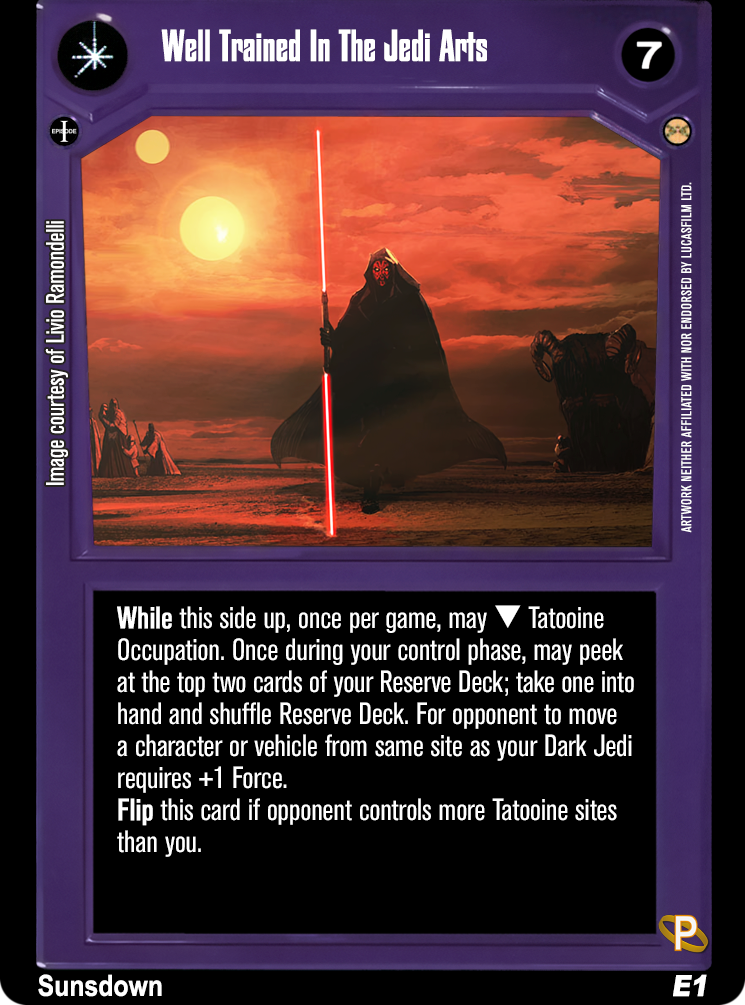 Well Trained In The Jedi Arts
7
EPISODE I
Image courtesy of Livio Ramondelli
ARTWORK NEITHER AFFILIATED WITH NOR ENDORSED BY LUCASFILM LTD.
While this side up, once per game, may ▼ Tatooine
Occupation. Once during your control phase, may peek
at the top two cards of your Reserve Deck; take one into
hand and shuffle Reserve Deck. For opponent to move
a character or vehicle from same site as your Dark Jedi
requires +1 Force.
Flip this card if opponent controls more Tatooine sites
than you.
P
Sunsdown
E1